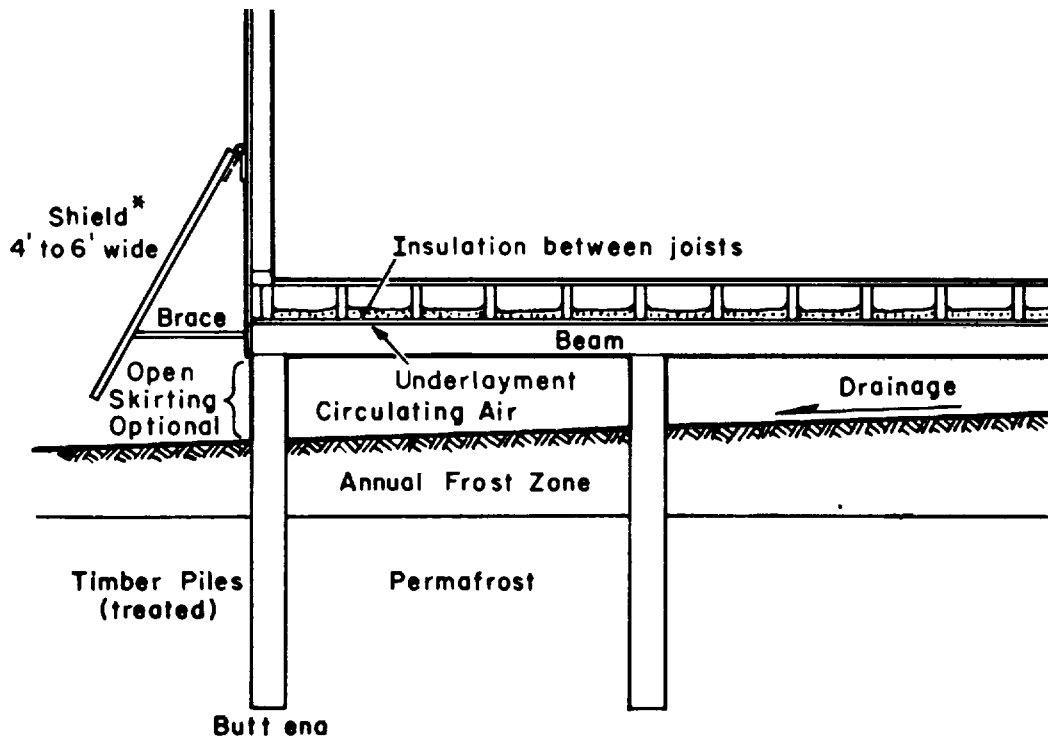 Shield*
4' to 6' wide
Insulation between joists
Brace
Beam
Open
Skirting
Optional
Underlayment
Circulating Air
Drainage
Annual Frost Zone
Timber Piles
(treated)
Permafrost
Butt ena